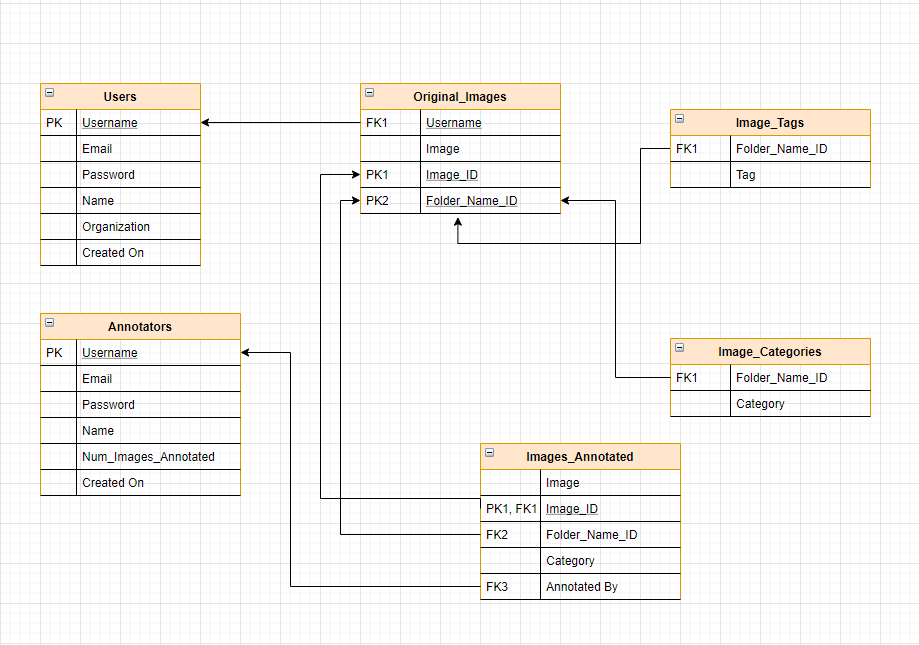 Users
PK Username
Email
Password
Name
Organization
Created On
Original_Images
FK1 Username
Image
PK1 Image_ID
PK2 Folder_Name_ID
Image_Tags
FK1 Folder_Name_ID
Tag
Annotators
PK Username
Email
Password
Name
Num_Images_Annotated
Created On
Image_Categories
FK1 Folder_Name_ID
Category
Images_Annotated
Image
PK1, FK1 Image_ID
FK2 Folder_Name_ID
Category
FK3 Annotated By